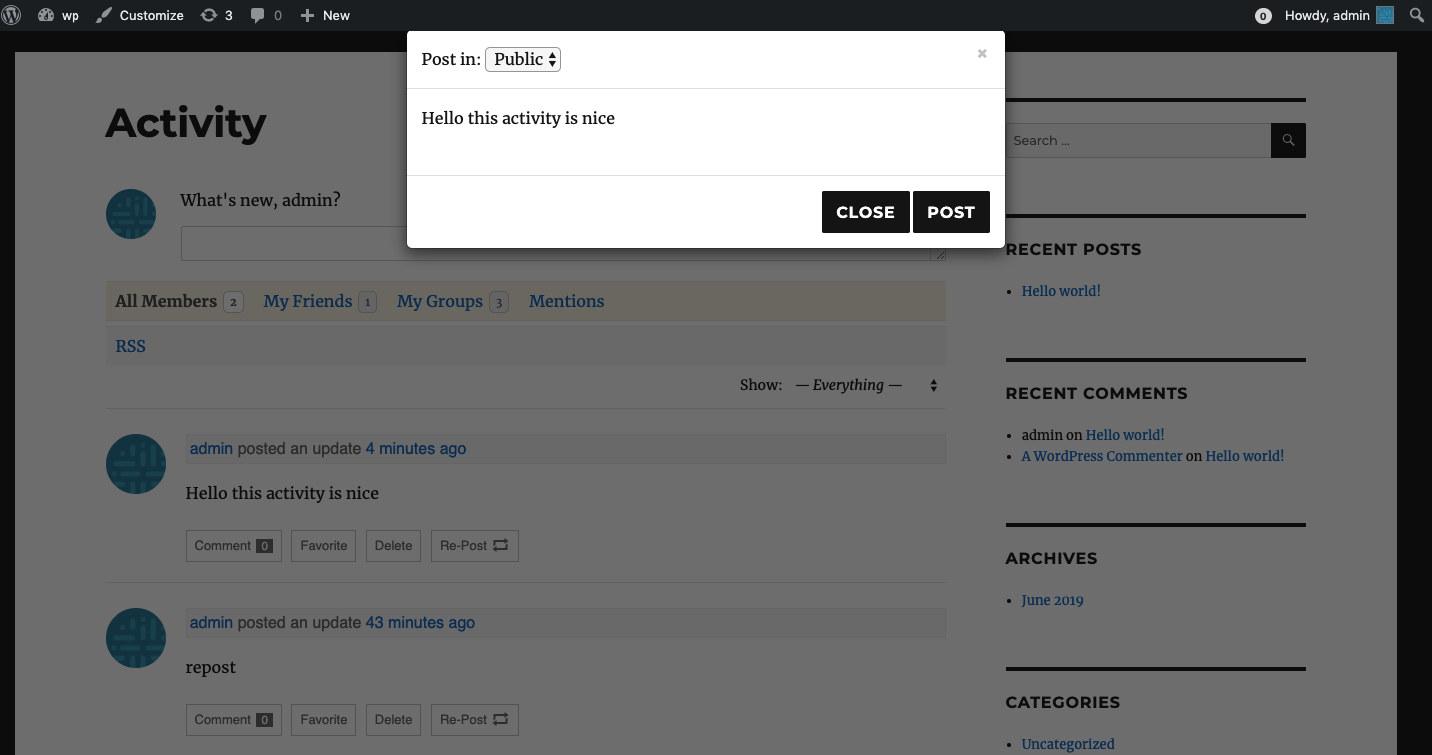 wp Customize 3 0 New 0 Howdy, admin
Post in: Public ×
Hello this activity is nice
CLOSE POST
Activity
What's new, admin?
All Members 2 My Friends 1 My Groups 3 Mentions
RSS
Show: — Everything —
admin posted an update 4 minutes ago
Hello this activity is nice
Comment 0 Favorite Delete Re-Post
admin posted an update 43 minutes ago
repost
Comment 0 Favorite Delete Re-Post
Search ...
RECENT POSTS
Hello world!
RECENT COMMENTS
admin on Hello world!
A WordPress Commenter on Hello world!
ARCHIVES
June 2019
CATEGORIES
Uncategorized